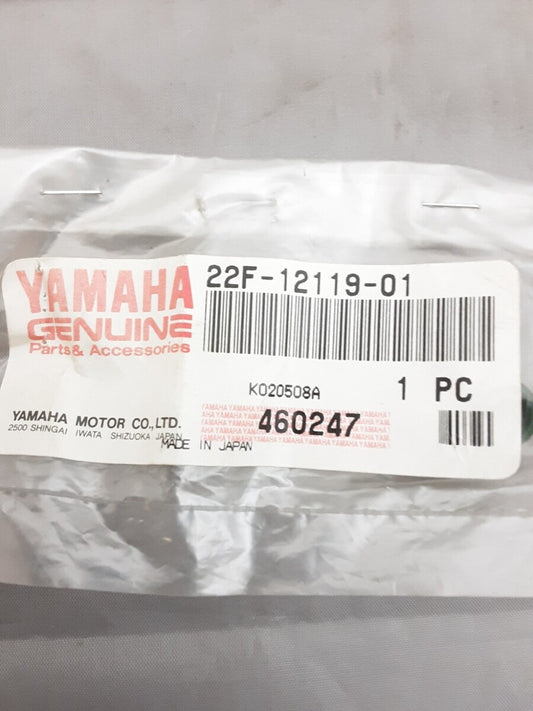 YAMAHA
GENUINE
Parts & Accessories
22F-12119-01
K020508A
1 PC
460247
YAMAHA MOTOR CO., LTD.
2500 SHINGAI IWATA SHIZUOKA JAPAN
MADE IN JAPAN